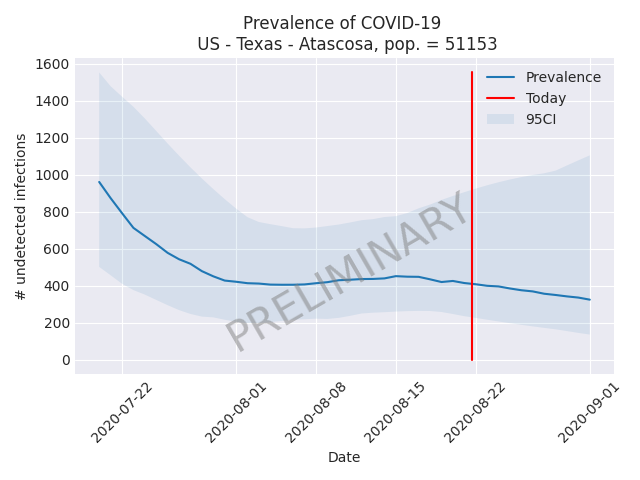 Prevalence of COVID-19
US - Texas - Atascosa, pop. = 51153
# undetected infections
1600
1400
1200
1000
800
600
400
200
0
Prevalence
Today
95CI
PRELIMINARY
2020-07-22
2020-08-01
2020-08-08
2020-08-15
2020-08-22
2020-09-01
Date